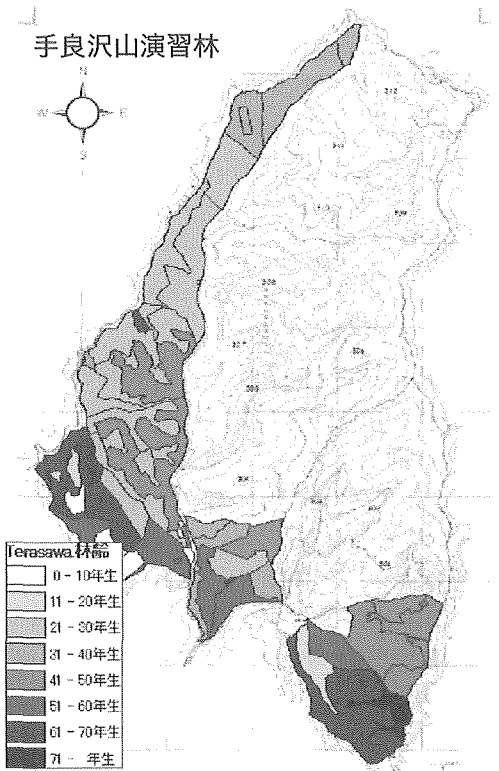 手良沢山演習林
N
W
E
S
Terasawa.林齢
0 - 10年生
11 - 20年生
21 - 30年生
31 - 40年生
41 - 50年生
51 - 60年生
61 - 70年生
71 - 年生